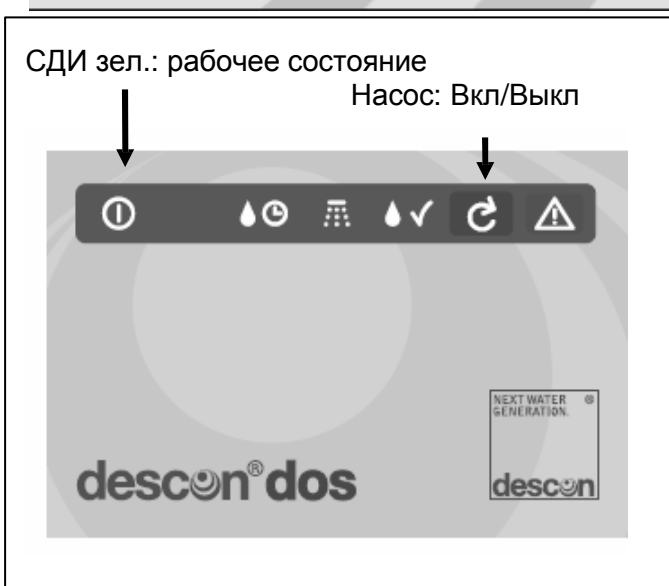 СДИ зел.: рабочее состояние
Насос: Вкл/Выкл
NEXT WATER ®
GENERATION.
descon® dos
descon